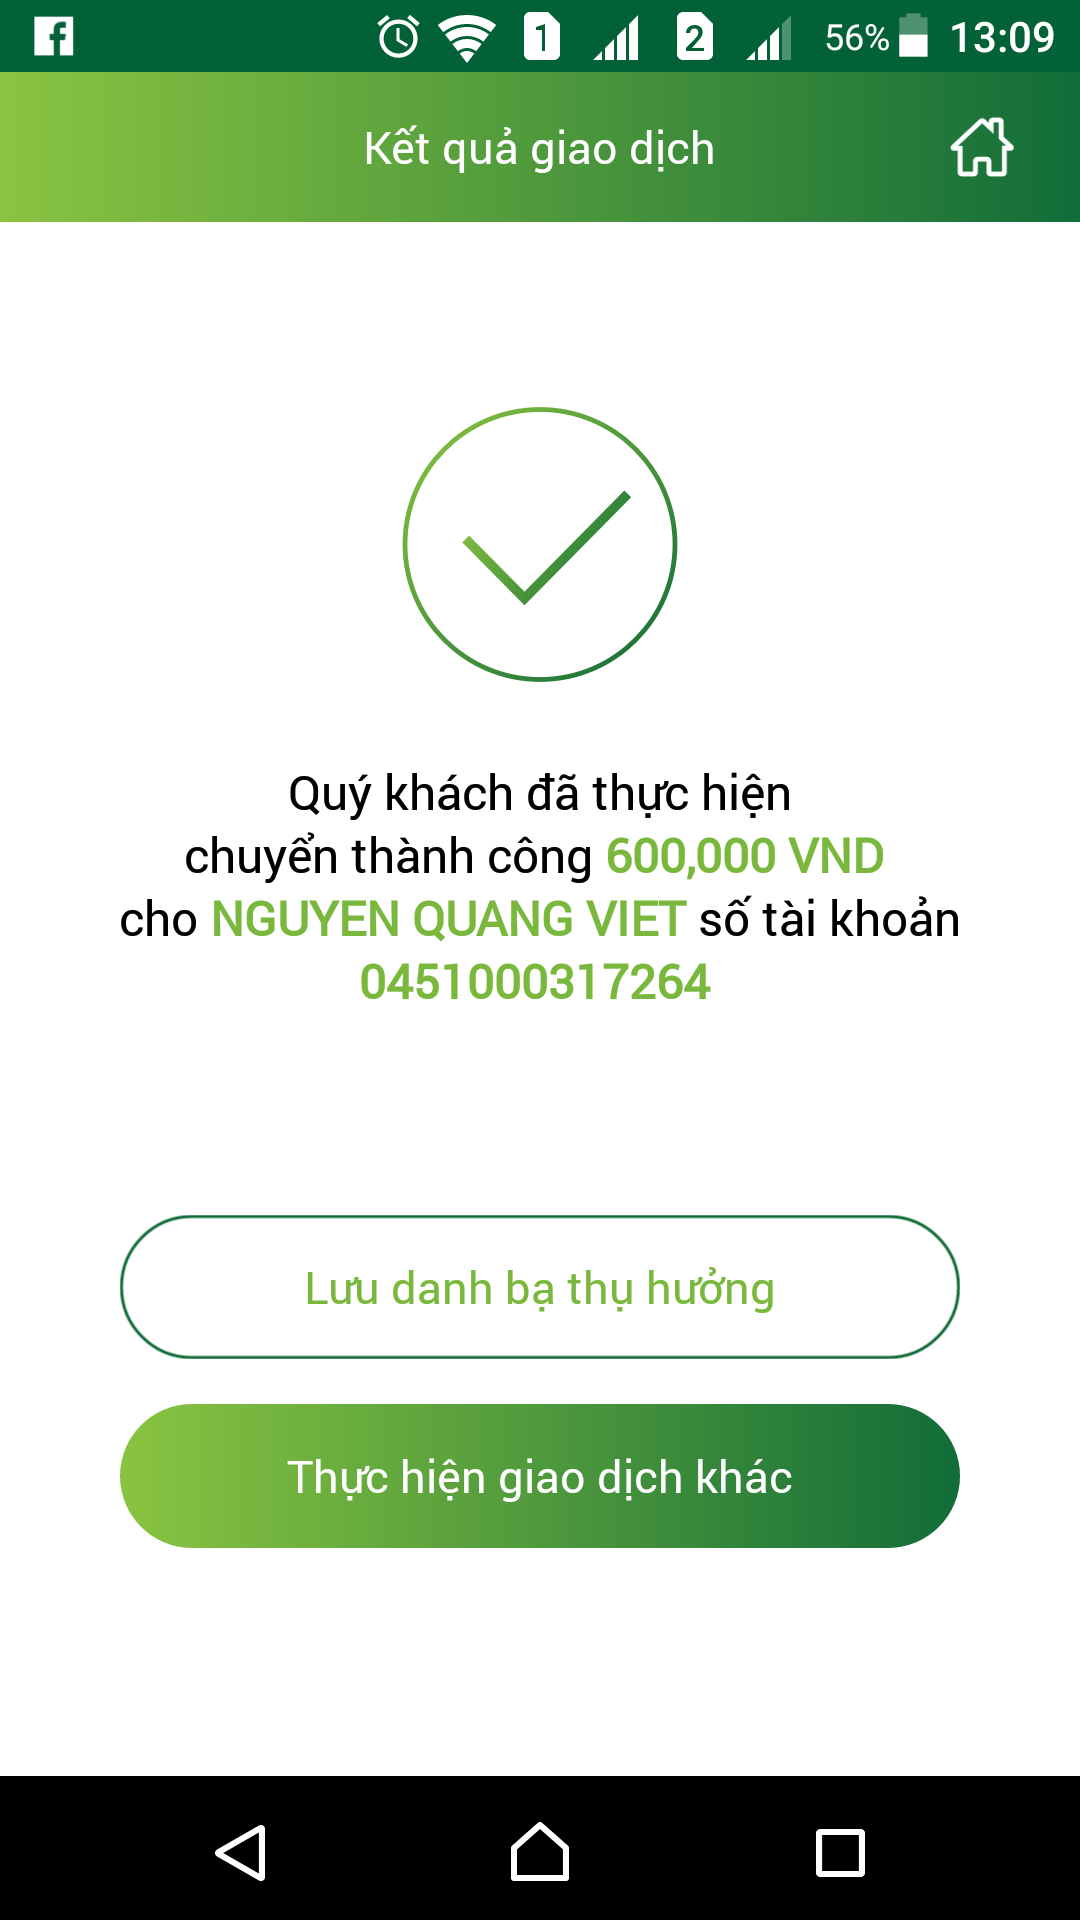 1 2 56% 13:09
Kết quả giao dịch
Quý khách đã thực hiện
chuyển thành công 600,000 VND
cho NGUYEN QUANG VIET số tài khoản
0451000317264
Lưu danh bạ thụ hưởng
Thực hiện giao dịch khác